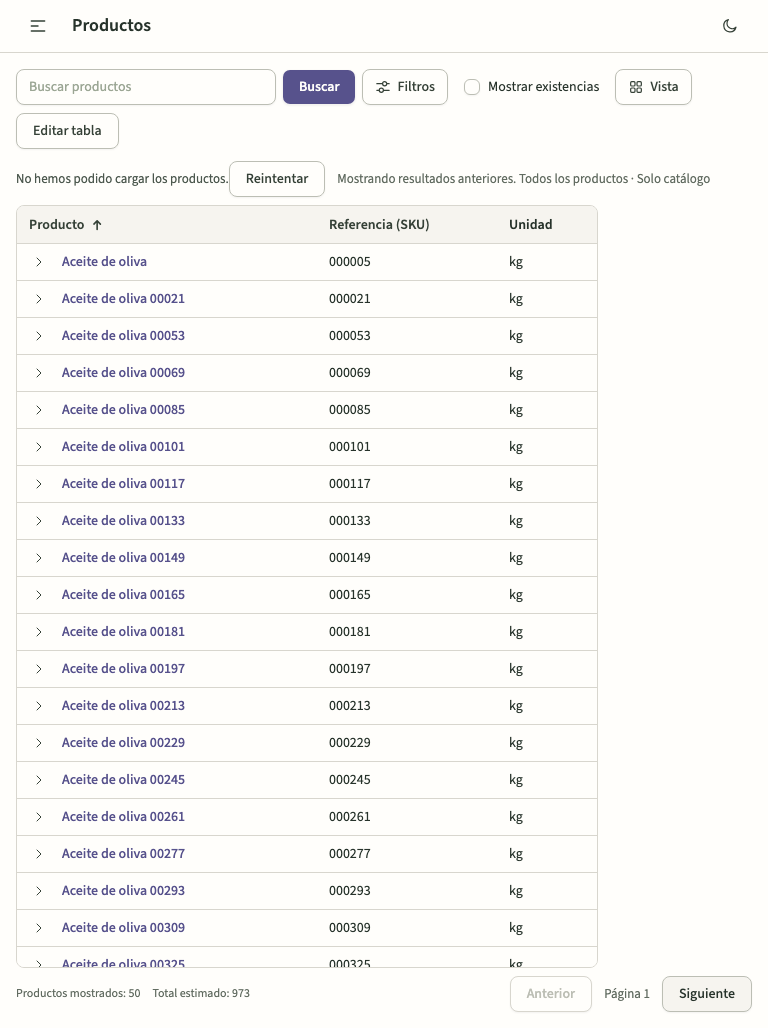 Productos
Buscar productos
Buscar
Filtros
Mostrar existencias
Vista
Editar tabla
No hemos podido cargar los productos.
Reintentar
Mostrando resultados anteriores. Todos los productos · Solo catálogo
Producto Referencia (SKU) Unidad
Aceite de oliva 000005 kg
Aceite de oliva 00021 000021 kg
Aceite de oliva 00053 000053 kg
Aceite de oliva 00069 000069 kg
Aceite de oliva 00085 000085 kg
Aceite de oliva 00101 000101 kg
Aceite de oliva 00117 000117 kg
Aceite de oliva 00133 000133 kg
Aceite de oliva 00149 000149 kg
Aceite de oliva 00165 000165 kg
Aceite de oliva 00181 000181 kg
Aceite de oliva 00197 000197 kg
Aceite de oliva 00213 000213 kg
Aceite de oliva 00229 000229 kg
Aceite de oliva 00245 000245 kg
Aceite de oliva 00261 000261 kg
Aceite de oliva 00277 000277 kg
Aceite de oliva 00293 000293 kg
Aceite de oliva 00309 000309 kg
Aceite de oliva 00325 000325 kg
Productos mostrados: 50 Total estimado: 973
Anterior
Página 1
Siguiente